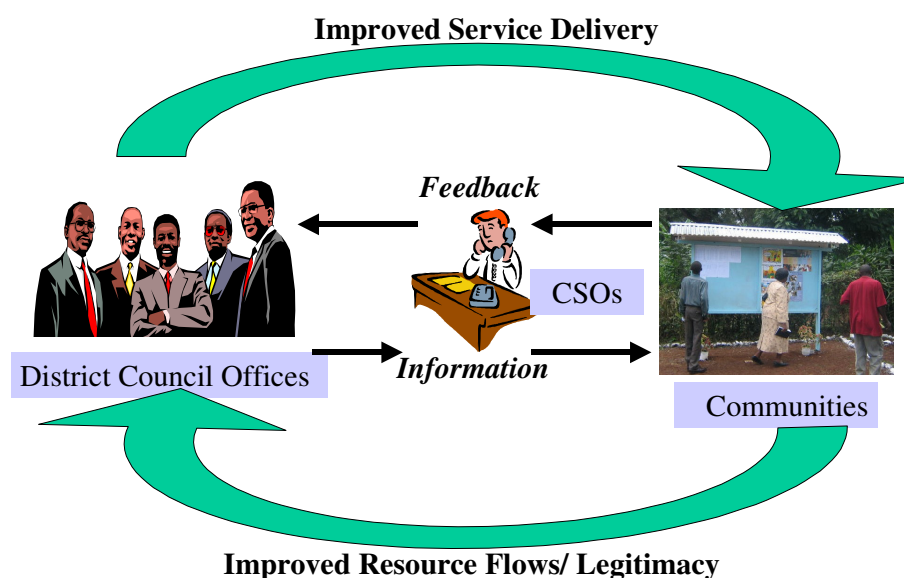 Improved Service Delivery
Feedback
CSOs
District Council Offices
Information
Communities
Improved Resource Flows/ Legitimacy